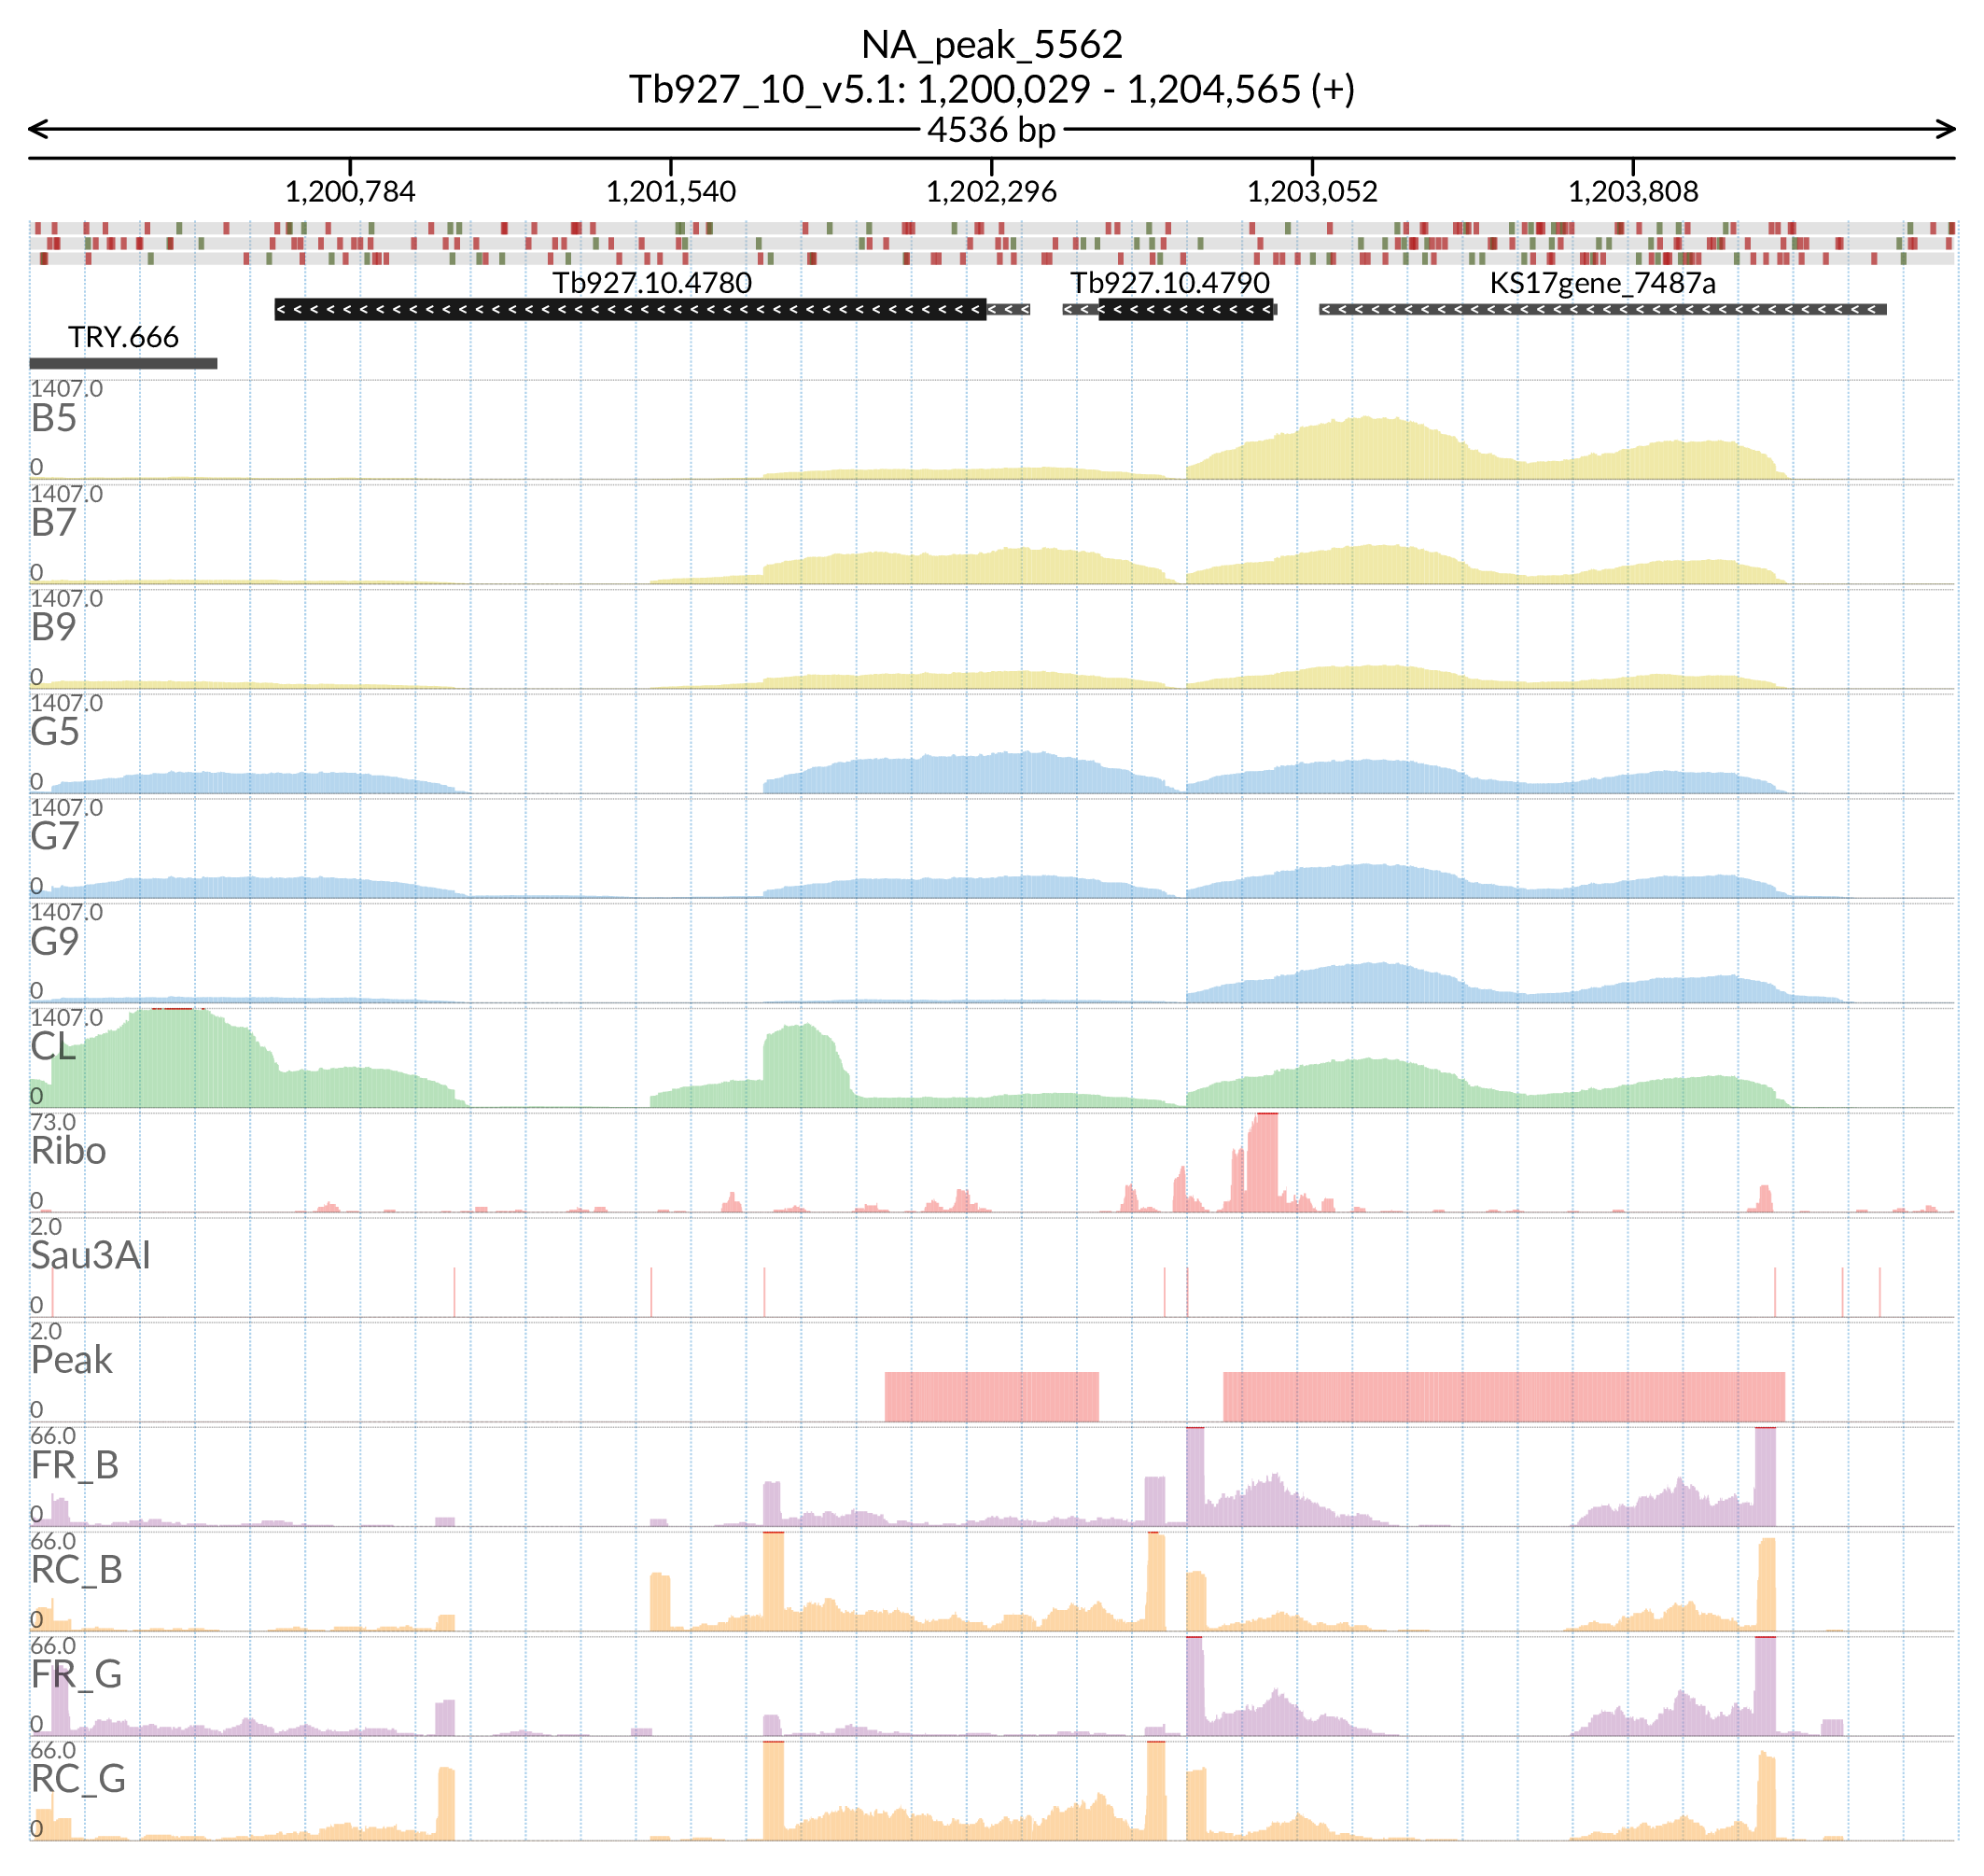 NA_peak_5562
Tb927_10_v5.1: 1,200,029 - 1,204,565 (+)
4536 bp
1,200,784 1,201,540 1,202,296 1,203,052 1,203,808
Tb927.10.4780 Tb927.10.4790 KS17gene_7487a
TRY.666
1407.0
B5
0
1407.0
B7
0
1407.0
B9
0
1407.0
G5
0
1407.0
G7
0
1407.0
G9
0
1407.0
CL
0
73.0
Ribo
0
2.0
Sau3AI
0
2.0
Peak
0
66.0
FR_B
0
66.0
RC_B
0
66.0
FR_G
0
66.0
RC_G
0